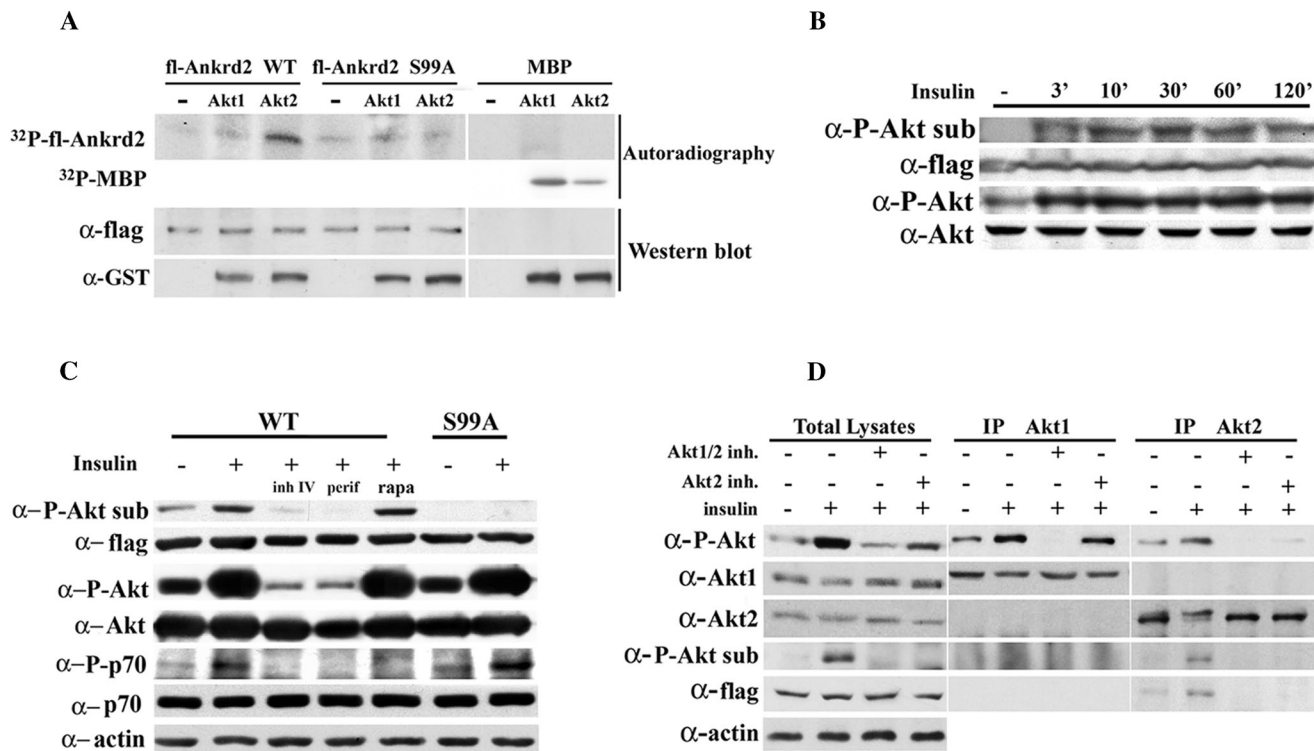 A
fl-Ankrd2 WT fl-Ankrd2 S99A MBP
- Akt1 Akt2 - Akt1 Akt2 - Akt1 Akt2
³²P-fl-Ankrd2
Autoradiography
³²P-MBP
α-flag
Western blot
α-GST
B
Insulin - 3’ 10’ 30’ 60’ 120’
α-P-Akt sub
α-flag
α-P-Akt
α-Akt
C
WT S99A
Insulin - + + + + - +
inh IV perif rapa
α-P-Akt sub
α-flag
α-P-Akt
α-Akt
α-P-p70
α-p70
α-actin
D
Total Lysates IP Akt1 IP Akt2
Akt1/2 inh. - - + - - - + - - - + -
Akt2 inh. - - - + - - - + - - - +
insulin - + + + - + + + - + + +
α-P-Akt
α-Akt1
α-Akt2
α-P-Akt sub
α-flag
α-actin